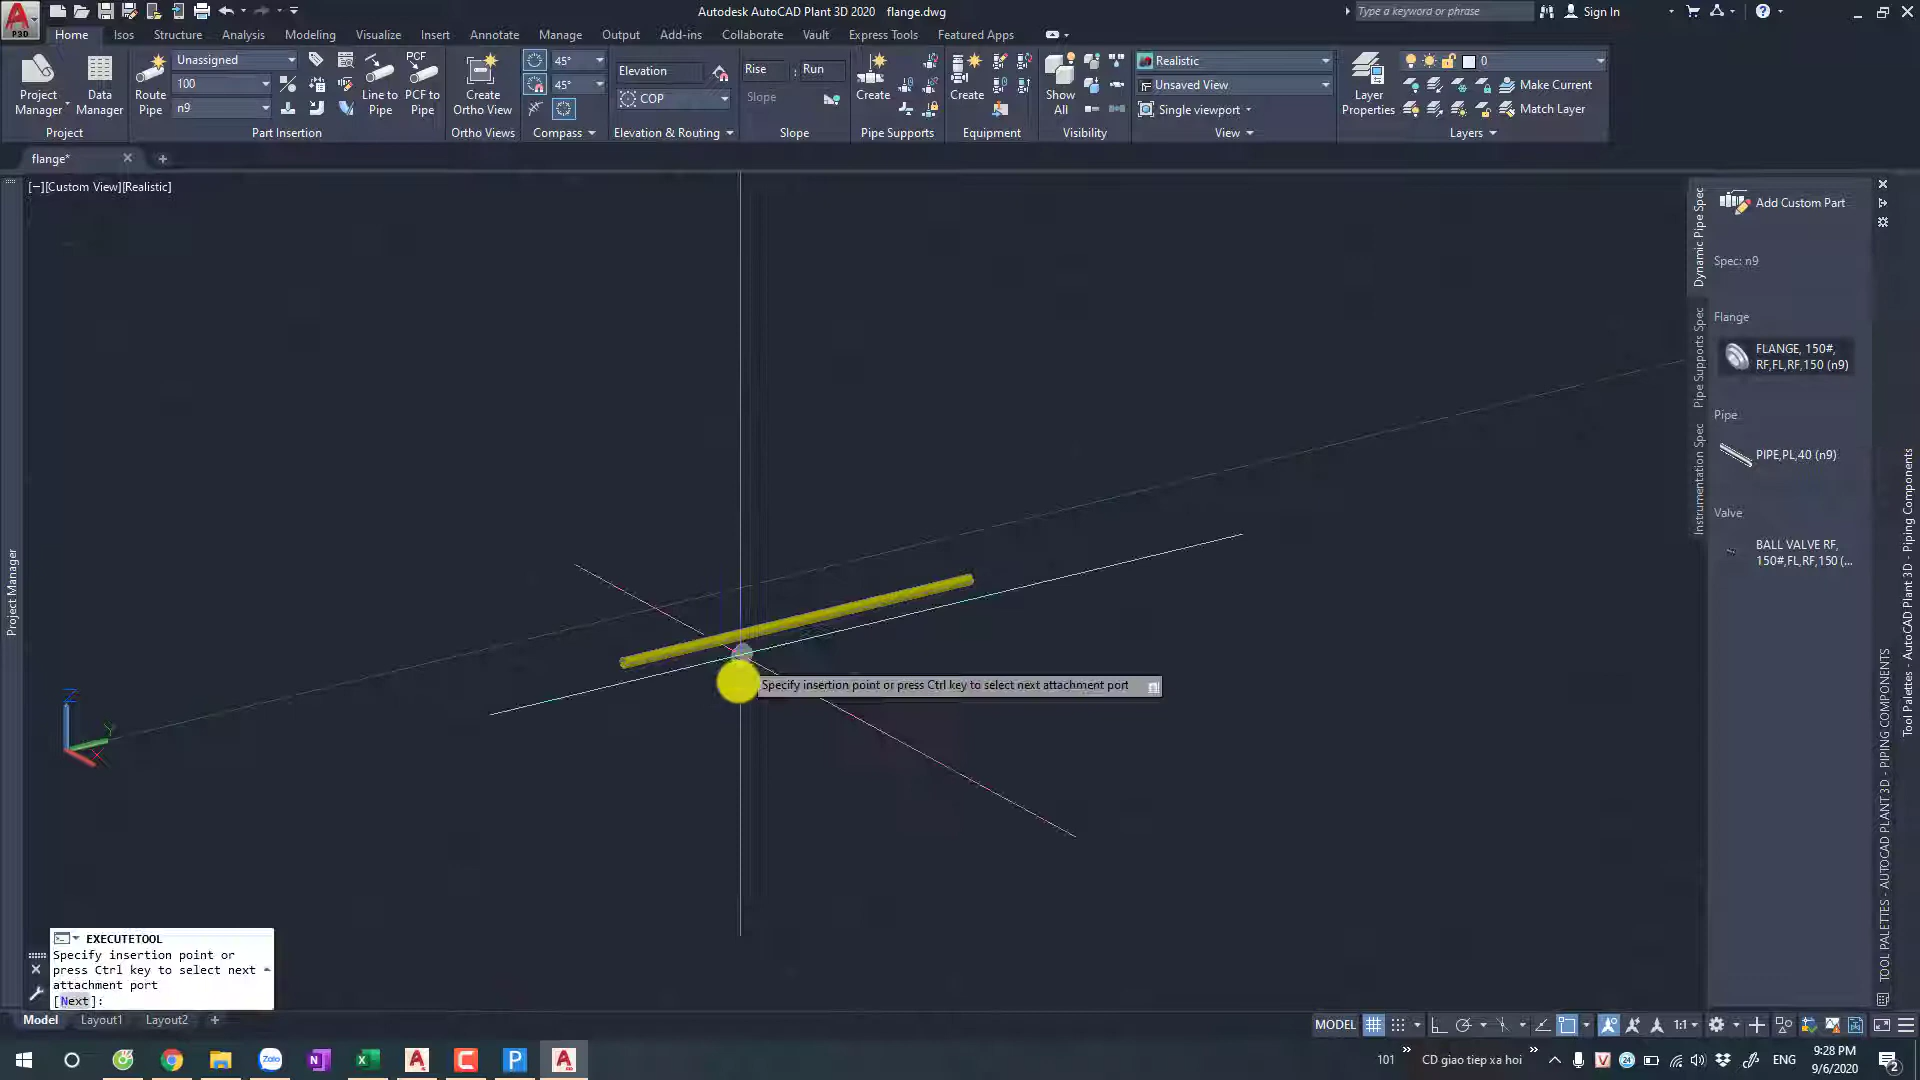 Autodesk AutoCAD Plant 3D 2020 flange.dwg
Type a keyword or phrase
Sign In
P3D
Home Isos Structure Analysis Modeling Visualize Insert Annotate Manage Output Add-ins Collaborate Vault Express Tools Featured Apps
Project Manager
Data Manager
Project
Route Pipe
Unassigned
100
n9
Line to Pipe
PCF
PCF to Pipe
Part Insertion
Create Ortho View
Ortho Views
45°
45°
Compass
Elevation
COP
Elevation & Routing
Rise : Run
Slope
Slope
Create
Pipe Supports
Create
Equipment
Show All
Visibility
Realistic
Unsaved View
Single viewport
View
Layer Properties
0
Make Current
Match Layer
Layers
flange*
[−][Custom View][Realistic]
Project Manager
Z
Y
X
Specify insertion point or press Ctrl key to select next attachment port
Dynamic Pipe Spec
Pipe Supports Spec
Instrumentation Spec
Add Custom Part
Spec: n9
Flange
FLANGE, 150#,
RF,FL,RF,150 (n9)
Pipe
PIPE,PL,40 (n9)
Valve
BALL VALVE RF,
150#,FL,RF,150 (...
TOOL PALETTES - AUTOCAD PLANT 3D - PIPING COMPONENTS
Tool Palettes - AutoCAD Plant 3D - Piping Components
EXECUTETOOL
Specify insertion point or
press Ctrl key to select next
attachment port
[Next]:
Model Layout1 Layout2
MODEL
1:1
Zalo
101
CD giao tiep xa hoi
24
ENG
9:28 PM
9/6/2020
2